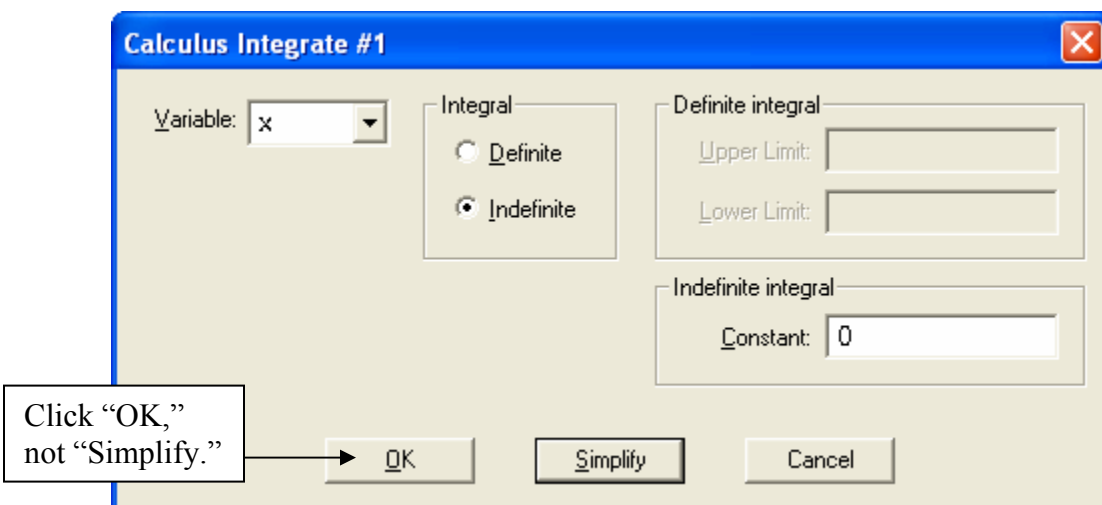 Calculus Integrate #1
Variable: x
Integral
Definite
Indefinite
Definite integral
Upper Limit:
Lower Limit:
Indefinite integral
Constant: 0
Click “OK,”
not “Simplify.”
OK Simplify Cancel